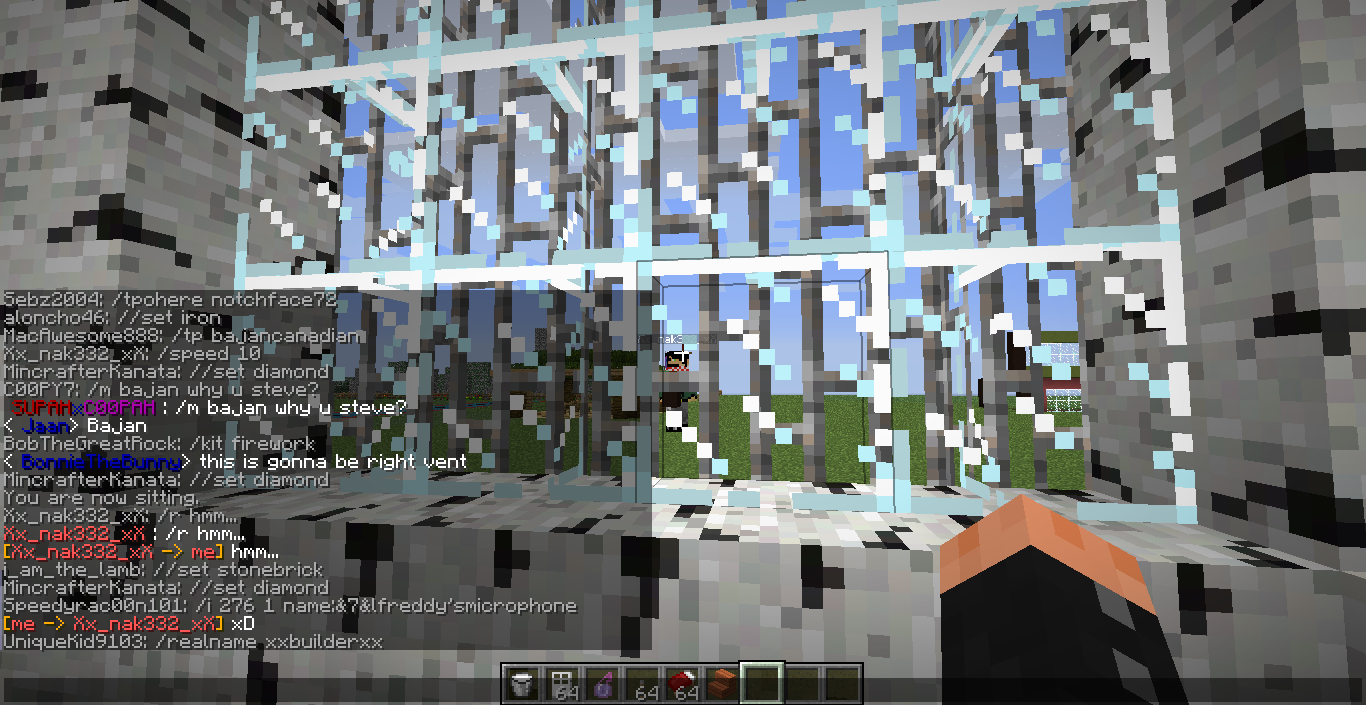 Sebz2004: /tpohere notchface72
aloncho46: //set iron
MacAwesome888: /tp bajancanadian
Xx_nak332_xX: /speed 10
MincrafterKanata: //set diamond
C00PY7: /m bajan why u steve?
SUPAHxC00PAH : /m bajan why u steve?
< Jaan> Bajan
BobTheGreatRock: /kit firework
< BonnieTheBunny> this is gonna be right vent
MincrafterKanata: //set diamond
You are now sitting.
Xx_nak332_xX: /r hmm...
Xx_nak332_xX : /r hmm...
[Xx_nak332_xX -> me] hmm...
i_am_the_lamb: //set stonebrick
MincrafterKanata: //set diamond
Speedyrac00n101: /i 276 1 name:&7&lfreddy'smicrophone
[me -> Xx_nak332_xX] xD
UniqueKid9103: /realname xxbuilderxx
64
64
64